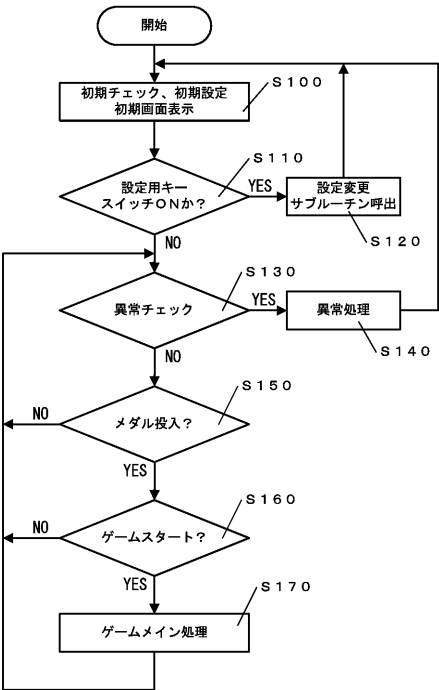 開始
初期チェック、初期設定
初期画面表示
Ｓ１００
設定用キー
スイッチＯＮか？
Ｓ１１０
YES
設定変更
サブルーチン呼出
Ｓ１２０
NO
異常チェック
Ｓ１３０
YES
異常処理
Ｓ１４０
NO
メダル投入？
Ｓ１５０
NO
YES
ゲームスタート？
Ｓ１６０
NO
YES
ゲームメイン処理
Ｓ１７０